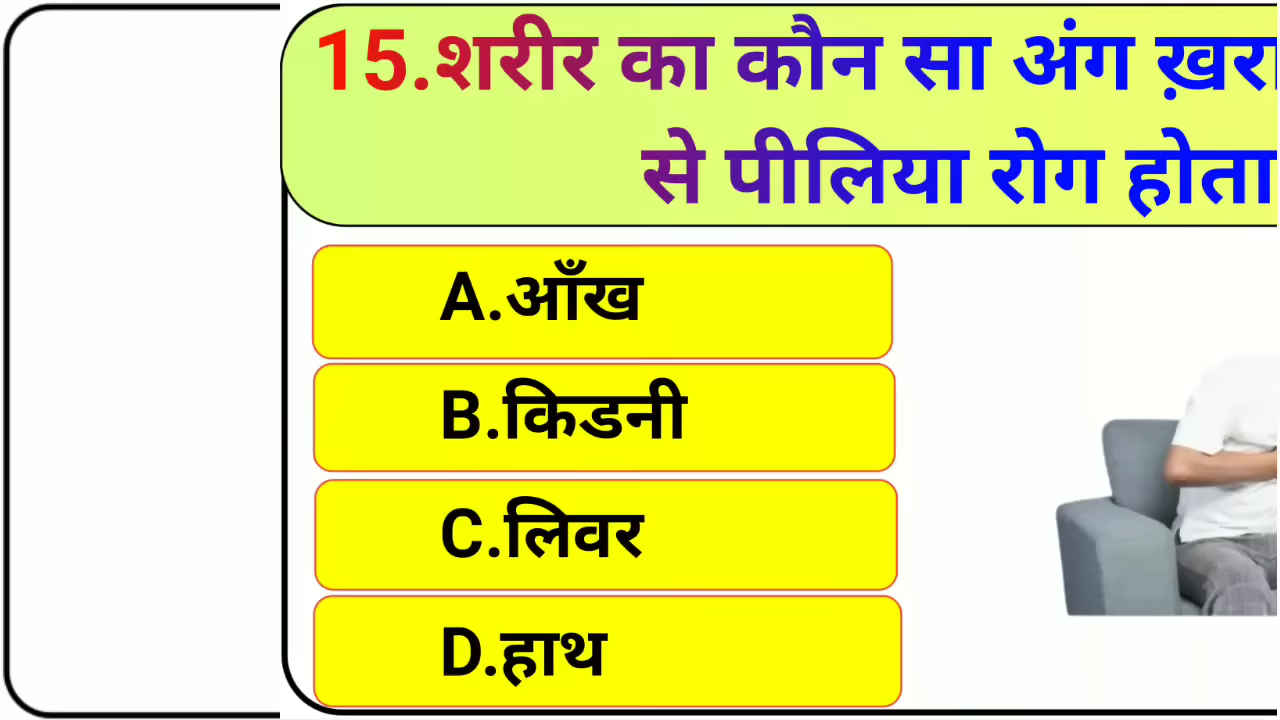 15.शरीर का कौन सा अंग
से पीलिया रोग होता
A.आँख
B.किडनी
C.लिवर
D.हाथ